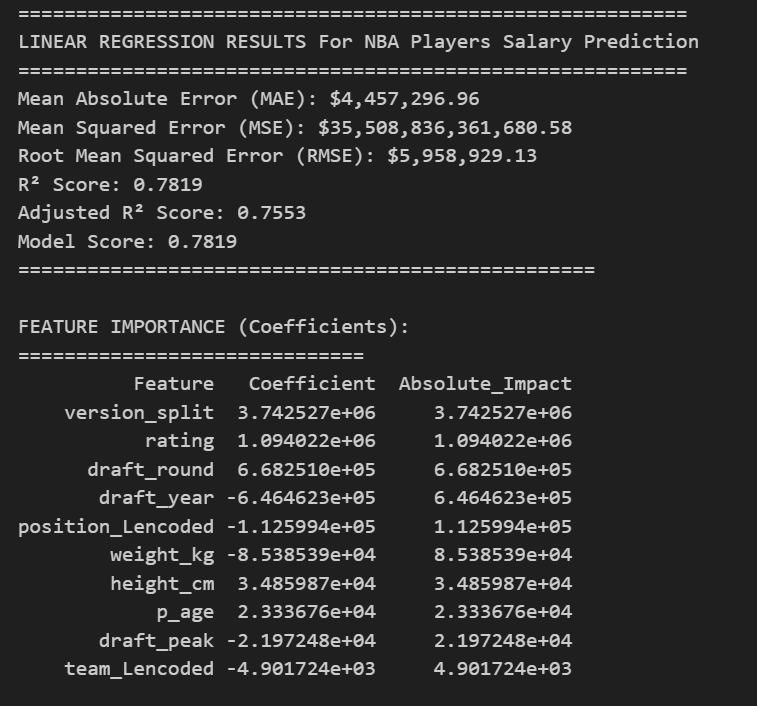 ==========================================================
LINEAR REGRESSION RESULTS For NBA Players Salary Prediction
==========================================================
Mean Absolute Error (MAE): $4,457,296.96
Mean Squared Error (MSE): $35,508,836,361,680.58
Root Mean Squared Error (RMSE): $5,958,929.13
R² Score: 0.7819
Adjusted R² Score: 0.7553
Model Score: 0.7819
==================================================

FEATURE IMPORTANCE (Coefficients):
==============================
          Feature   Coefficient  Absolute_Impact
    version_split  3.742527e+06     3.742527e+06
           rating  1.094022e+06     1.094022e+06
      draft_round  6.682510e+05     6.682510e+05
       draft_year -6.464623e+05     6.464623e+05
position_Lencoded -1.125994e+05     1.125994e+05
        weight_kg -8.538539e+04     8.538539e+04
        height_cm  3.485987e+04     3.485987e+04
            p_age  2.333676e+04     2.333676e+04
       draft_peak -2.197248e+04     2.197248e+04
    team_Lencoded -4.901724e+03     4.901724e+03